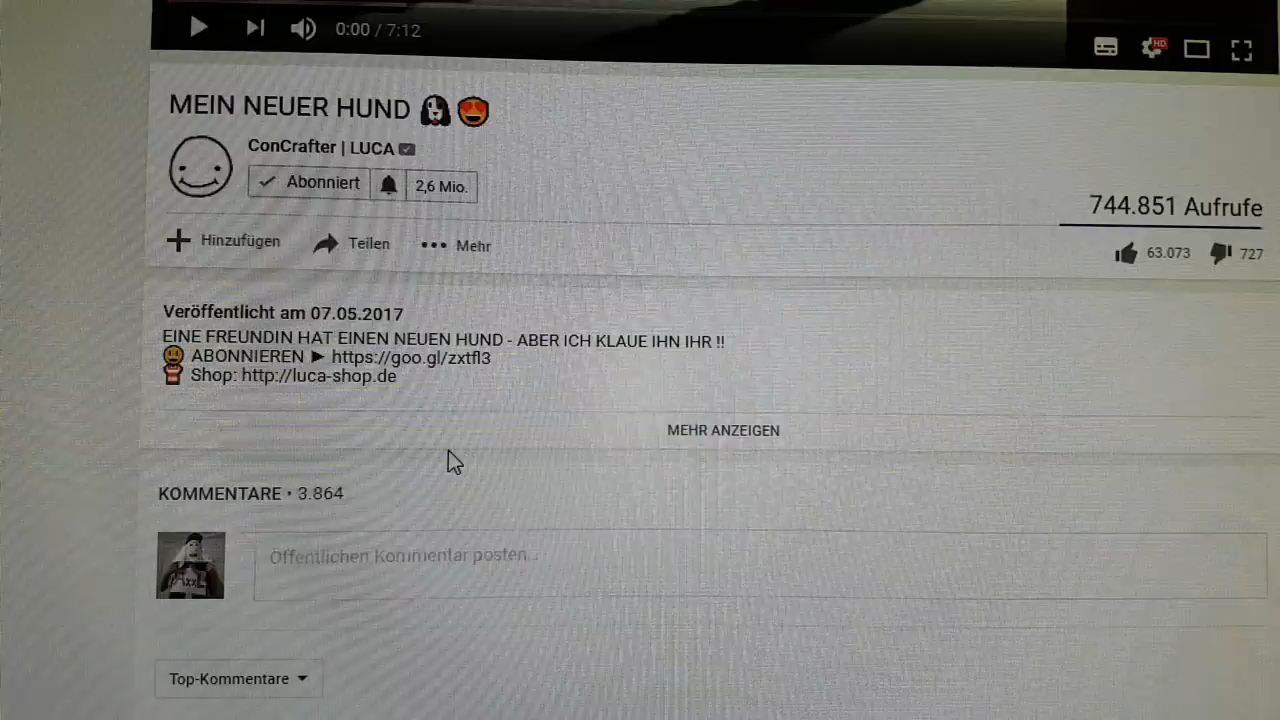 0:00 / 7:12
HD
MEIN NEUER HUND
ConCrafter | LUCA
Abonniert 2,6 Mio.
744.851 Aufrufe
Hinzufügen Teilen Mehr
63.073 727
Veröffentlicht am 07.05.2017
EINE FREUNDIN HAT EINEN NEUEN HUND - ABER ICH KLAUE IHN IHR !!
ABONNIEREN ► https://goo.gl/zxtfl3
Shop: http://luca-shop.de
MEHR ANZEIGEN
KOMMENTARE • 3.864
Öffentlichen Kommentar posten...
Top-Kommentare